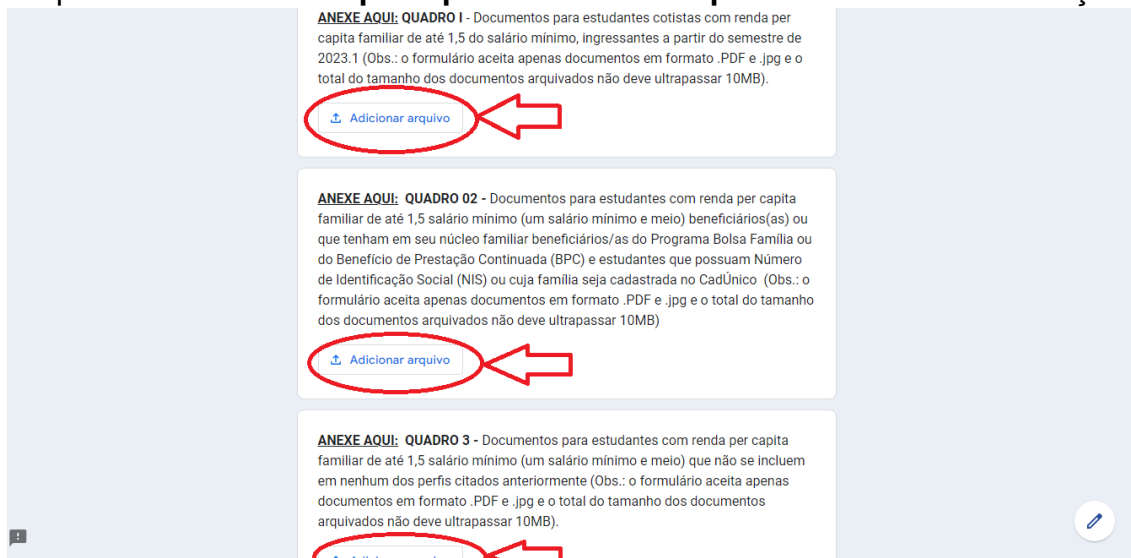 ANEXE AQUI: QUADRO I - Documentos para estudantes cotistas com renda per
capita familiar de até 1,5 do salário mínimo, ingressantes a partir do semestre de
2023.1 (Obs.: o formulário aceita apenas documentos em formato .PDF e .jpg e o
total do tamanho dos documentos arquivados não deve ultrapassar 10MB).
Adicionar arquivo
ANEXE AQUI: QUADRO 02 - Documentos para estudantes com renda per capita
familiar de até 1,5 salário mínimo (um salário mínimo e meio) beneficiários(as) ou
que tenham em seu núcleo familiar beneficiários/as do Programa Bolsa Família ou
do Benefício de Prestação Continuada (BPC) e estudantes que possuam Número
de Identificação Social (NIS) ou cuja família seja cadastrada no CadÚnico (Obs.: o
formulário aceita apenas documentos em formato .PDF e .jpg e o total do tamanho
dos documentos arquivados não deve ultrapassar 10MB)
Adicionar arquivo
ANEXE AQUI: QUADRO 3 - Documentos para estudantes com renda per capita
familiar de até 1,5 salário mínimo (um salário mínimo e meio) que não se incluem
em nenhum dos perfis citados anteriormente (Obs.: o formulário aceita apenas
documentos em formato .PDF e .jpg e o total do tamanho dos documentos
arquivados não deve ultrapassar 10MB).